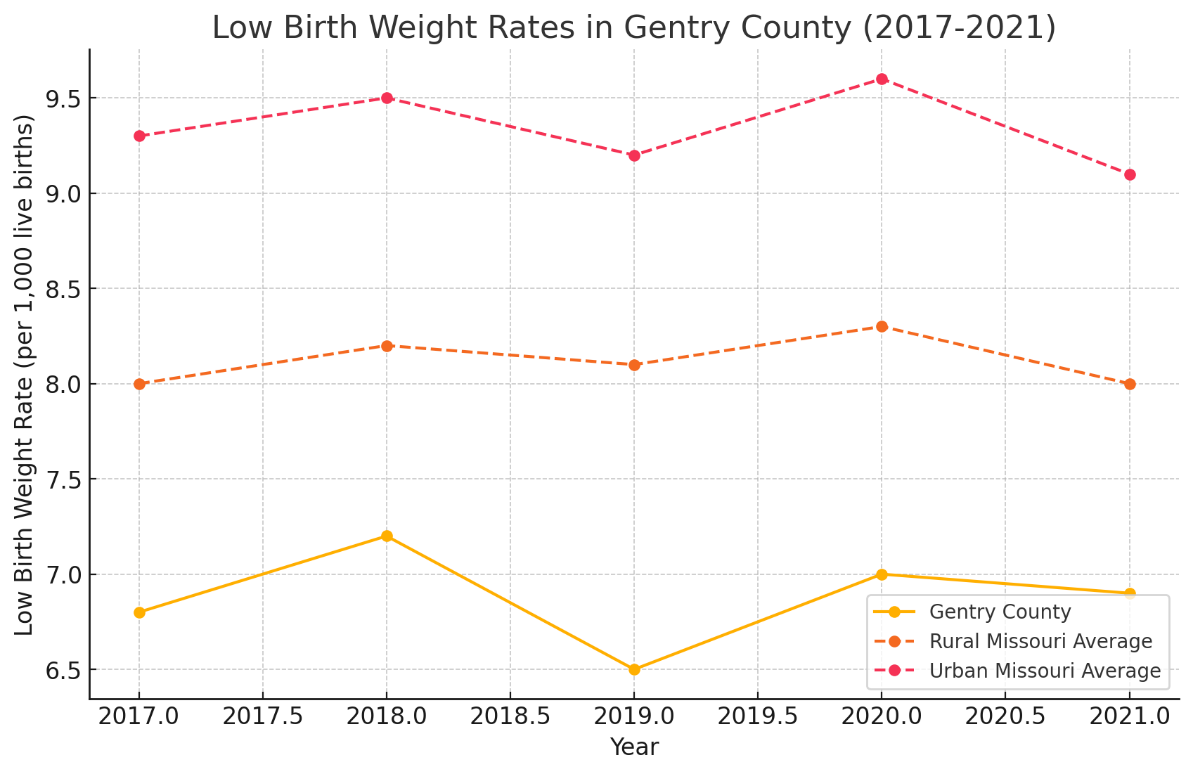 Low Birth Weight Rates in Gentry County (2017-2021)
Low Birth Weight Rate (per 1,000 live births)
9.5
9.0
8.5
8.0
7.5
7.0
6.5
Gentry County
Rural Missouri Average
Urban Missouri Average
2017.0 2017.5 2018.0 2018.5 2019.0 2019.5 2020.0 2020.5 2021.0
Year